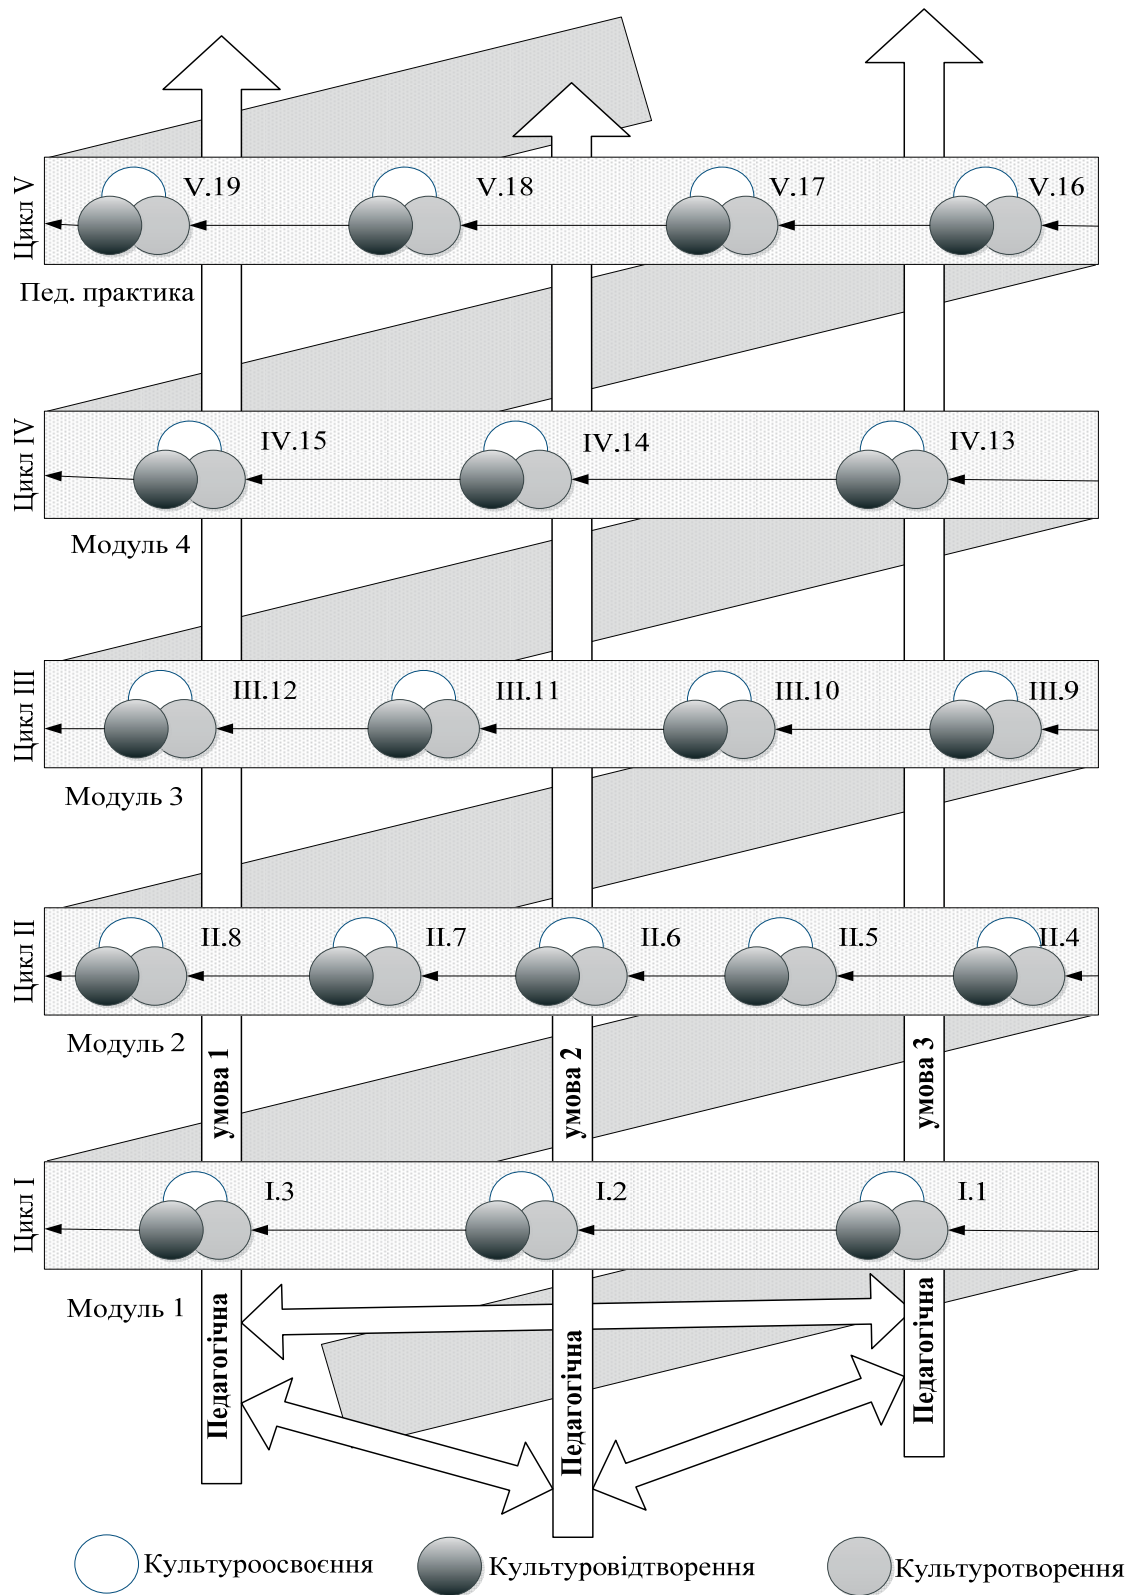 Цикл V
V.19
V.18
V.17
V.16
Пед. практика
Цикл IV
IV.15
IV.14
IV.13
Модуль 4
Цикл III
III.12
III.11
III.10
III.9
Модуль 3
Цикл II
II.8
II.7
II.6
II.5
II.4
Модуль 2
Цикл I
I.3
I.2
I.1
Модуль 1
Педагогічна умова 1
Педагогічна умова 2
Педагогічна умова 3
Культуроосвоєння
Культуровідтворення
Культуротворення